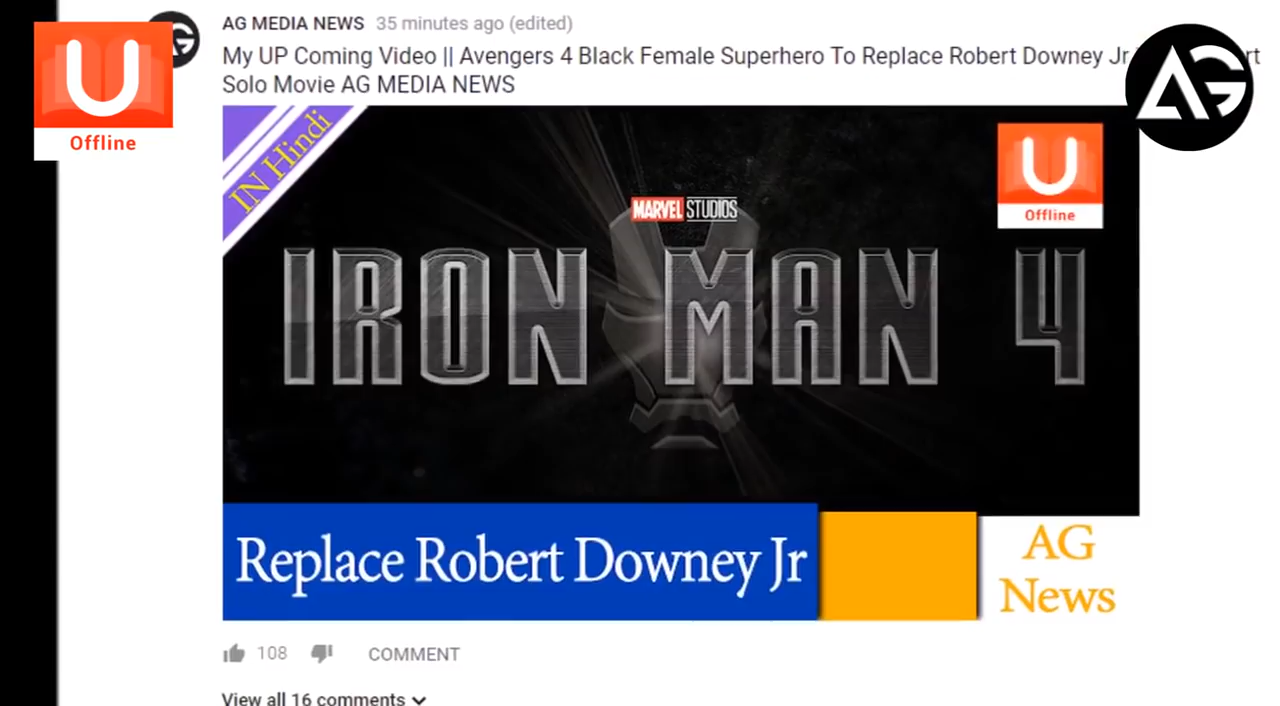 AG MEDIA NEWS 35 minutes ago (edited)
My UP Coming Video || Avengers 4 Black Female Superhero To Replace Robert Downey Jr
Solo Movie AG MEDIA NEWS
U
Offline
AG
IN Hindi
U
Offline
MARVEL STUDIOS
IRON MAN 4
Replace Robert Downey Jr
AG
News
108 COMMENT
View all 16 comments